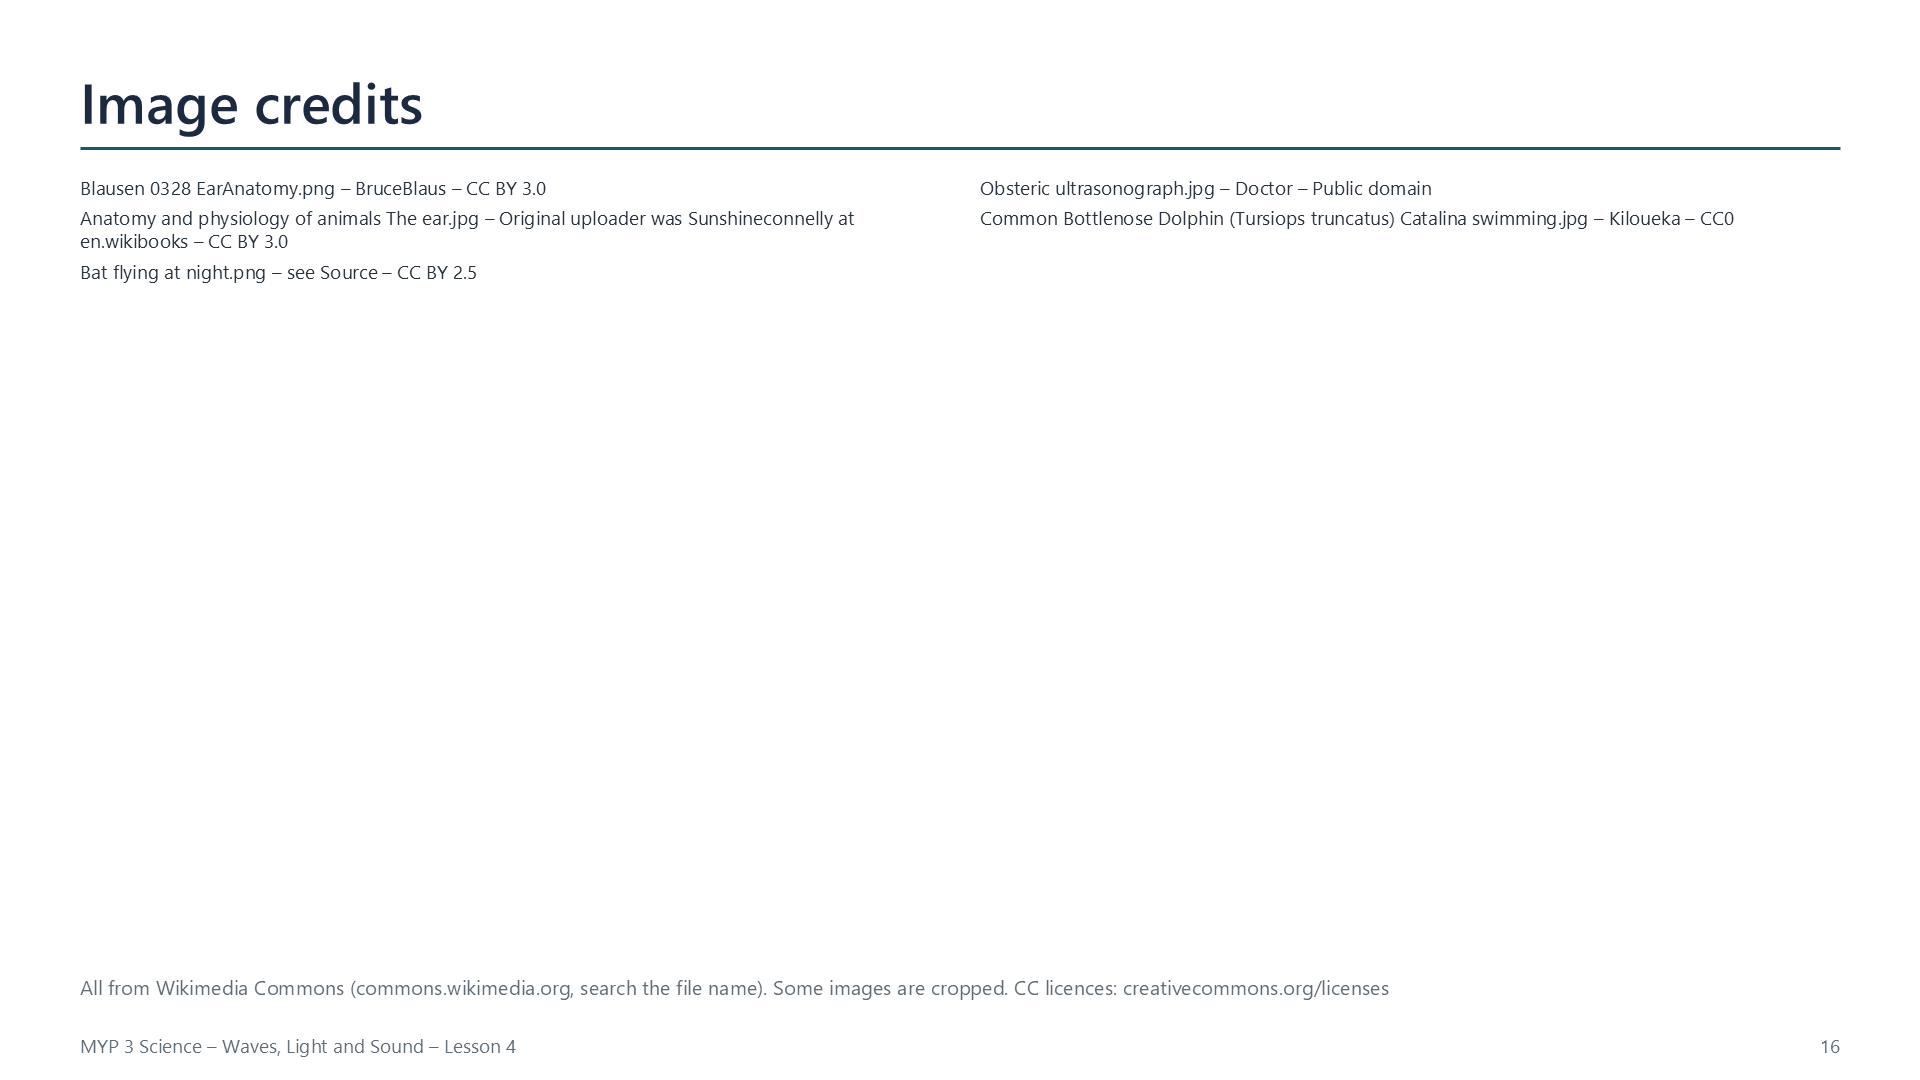 Image credits
Blausen 0328 EarAnatomy.png – BruceBlaus – CC BY 3.0
Anatomy and physiology of animals The ear.jpg – Original uploader was Sunshineconnelly at
en.wikibooks – CC BY 3.0
Bat flying at night.png – see Source – CC BY 2.5
Obsteric ultrasonograph.jpg – Doctor – Public domain
Common Bottlenose Dolphin (Tursiops truncatus) Catalina swimming.jpg – Kiloueka – CC0
All from Wikimedia Commons (commons.wikimedia.org, search the file name). Some images are cropped. CC licences: creativecommons.org/licenses
MYP 3 Science – Waves, Light and Sound – Lesson 4
16